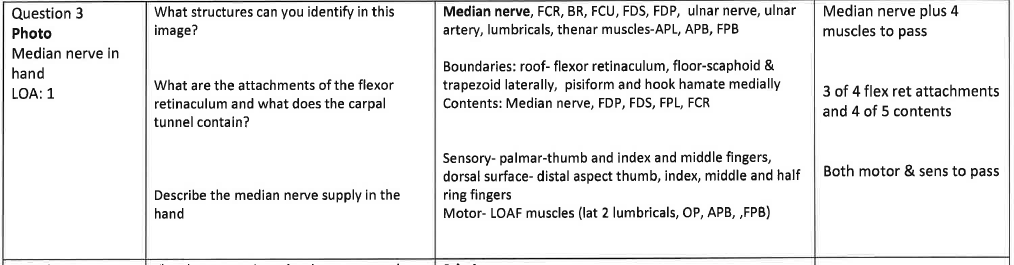 Question 3
Photo
Median nerve in
hand
LOA: 1
What structures can you identify in this
image?
What are the attachments of the flexor
retinaculum and what does the carpal
tunnel contain?
Describe the median nerve supply in the
hand
Median nerve, FCR, BR, FCU, FDS, FDP, ulnar nerve, ulnar
artery, lumbricals, thenar muscles-APL, APB, FPB
Boundaries: roof- flexor retinaculum, floor-scaphoid &
trapezoid laterally, pisiform and hook hamate medially
Contents: Median nerve, FDP, FDS, FPL, FCR
Sensory- palmar-thumb and index and middle fingers,
dorsal surface- distal aspect thumb, index, middle and half
ring fingers
Motor- LOAF muscles (lat 2 lumbricals, OP, APB, ,FPB)
Median nerve plus 4
muscles to pass
3 of 4 flex ret attachments
and 4 of 5 contents
Both motor & sens to pass